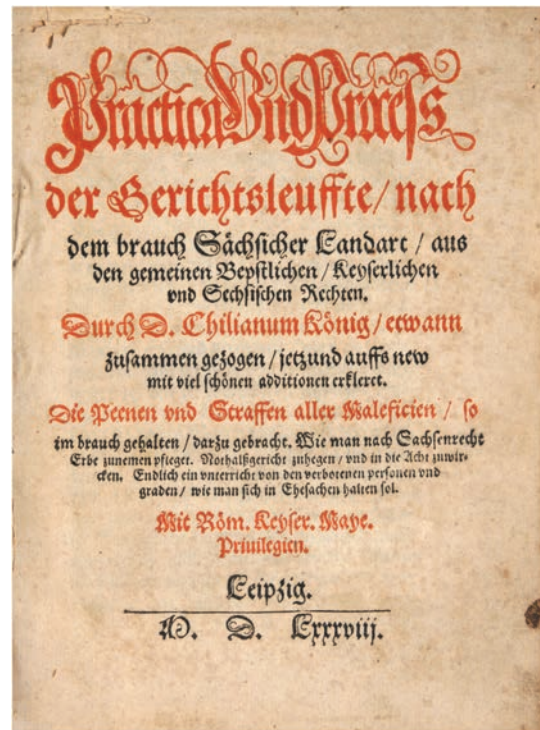 Practica Vnd Process
der Gerichtsleuffte / nach
dem brauch Sächsicher Landart / aus
den gemeinen Bepstlichen / Keyserlichen
vnd Sechsischen Rechten.
Durch D. Chilianum König / etwann
zusammen gezogen / jetzund auffs new
mit viel schönen additionen erkleret.
Die Peenen vnd Straffen aller Maleficien / so
im brauch gehalten / darzu gebracht. Wie man nach Sachsenrecht
Erbe zunemen pfleget. Nothalßgericht zuhegen / vnd in die Acht zuwir-
cken. Endlich ein vnterricht von den verbotenen personen vnd
graden / wie man sich in Ehesachen halten sol.
Mit Röm. Keyser. Maye.
Priuilegien.
Leipzig.
M. D. Lxxxviij.